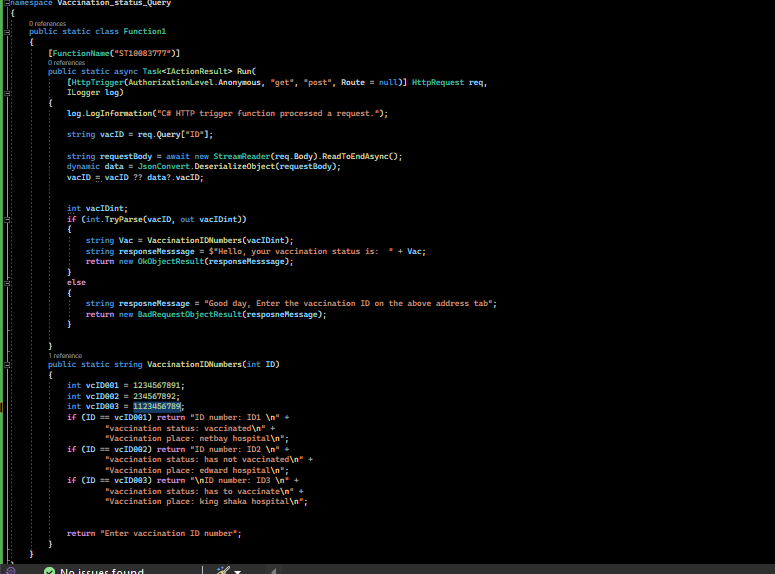 namespace Vaccination_status_Query
{
0 references
public static class Function1
{
[FunctionName("ST10083777")]
0 references
public static async Task<IActionResult> Run(
[HttpTrigger(AuthorizationLevel.Anonymous, "get", "post", Route = null)] HttpRequest req,
ILogger log)
{
log.LogInformation("C# HTTP trigger function processed a request.");
string vacID = req.Query["ID"];
string requestBody = await new StreamReader(req.Body).ReadToEndAsync();
dynamic data = JsonConvert.DeserializeObject(requestBody);
vacID = vacID ?? data?.vacID;
int vacIDint;
if (int.TryParse(vacID, out vacIDint))
{
string Vac = VaccinationIDNumbers(vacIDint);
string responseMesssage = $"Hello, your vaccination status is:  " + Vac;
return new OkObjectResult(responseMesssage);
}
else
{
string resposneMessage = "Good day, Enter the vaccination ID on the above address tab";
return new BadRequestObjectResult(resposneMessage);
}
}
1 reference
public static string VaccinationIDNumbers(int ID)
{
int vcID001 = 1234567891;
int vcID002 = 234567892;
int vcID003 = 1123456789;
if (ID == vcID001) return "ID number: ID1 \n" +
"vaccination status: vaccinated\n" +
"Vaccination place: netbay hospital\n";
if (ID == vcID002) return "ID number: ID2 \n" +
"vaccination status: has not vaccinated\n" +
"Vaccination place: edward hospital\n";
if (ID == vcID003) return "\nID number: ID3 \n" +
"vaccination status: has to vaccinate\n" +
"Vaccination place: king shaka hospital\n";
return "Enter vaccination ID number";
}
}
}
No issues found